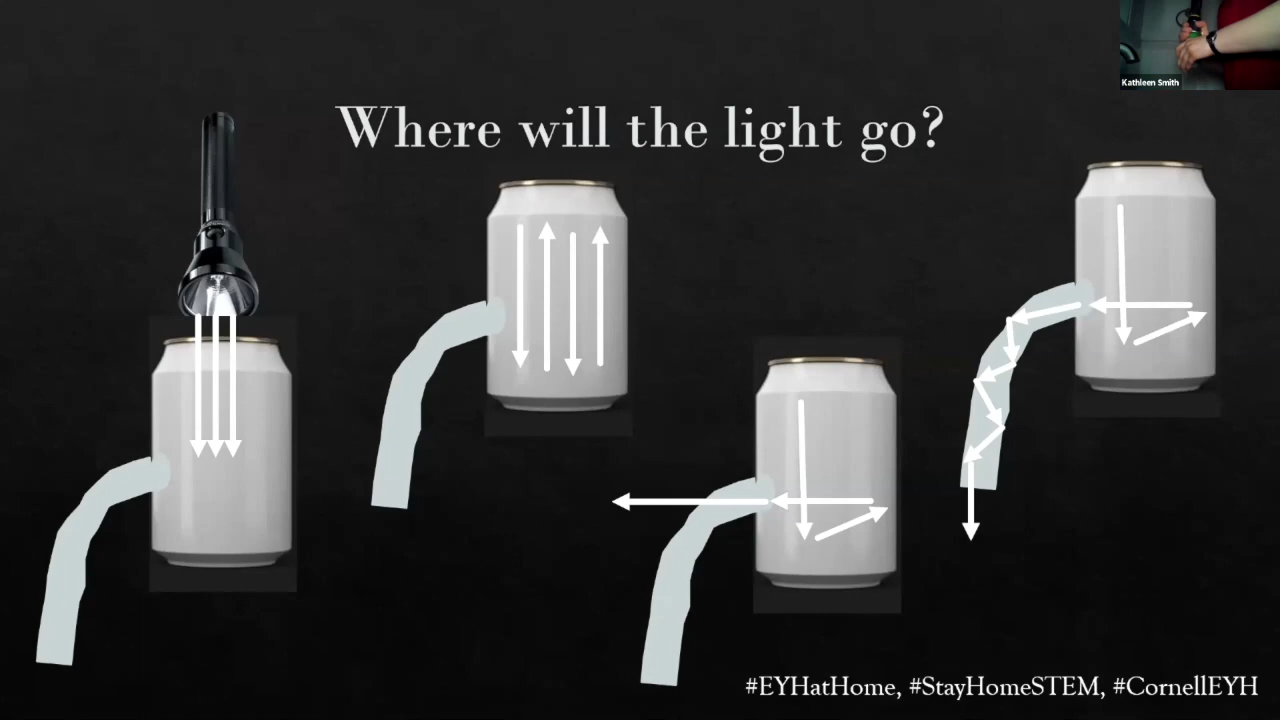 Kathleen Smith
Where will the light go?
#EYHatHome, #StayHomeSTEM, #CornellEYH